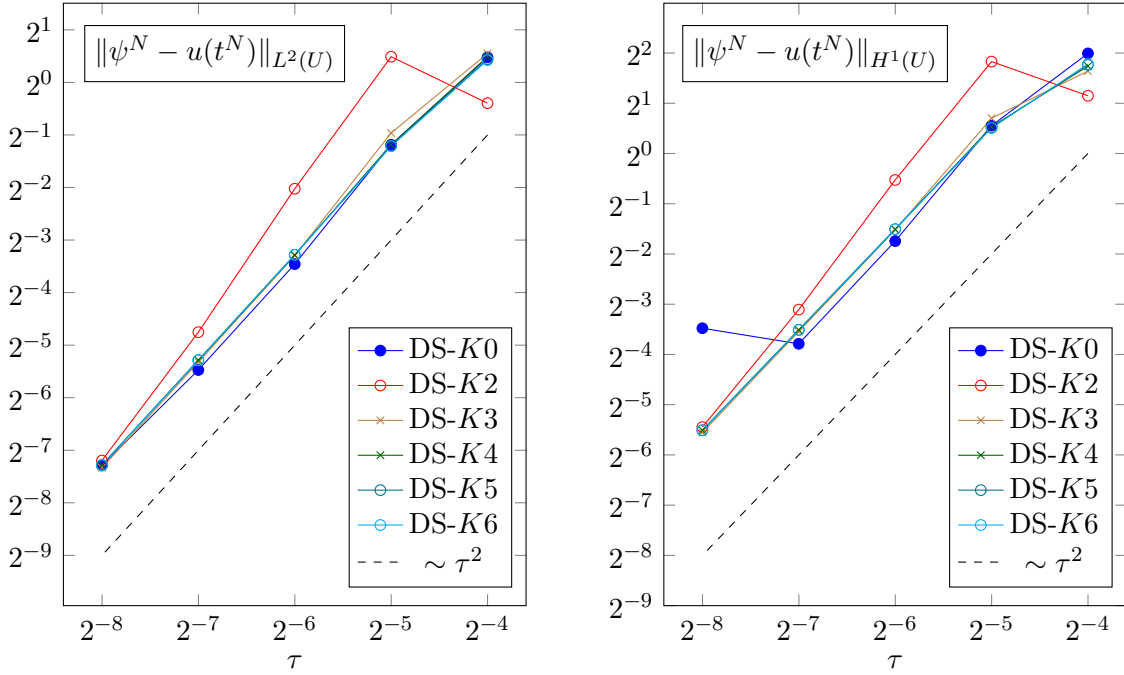 ‖ψ^N − u(t^N)‖_{L^2(U)}
2^1
2^0
2^{−1}
2^{−2}
2^{−3}
2^{−4}
2^{−5}
2^{−6}
2^{−7}
2^{−8}
2^{−9}
DS-K0
DS-K2
DS-K3
DS-K4
DS-K5
DS-K6
∼ τ^2
2^{−8} 2^{−7} 2^{−6} 2^{−5} 2^{−4}
τ
‖ψ^N − u(t^N)‖_{H^1(U)}
2^2
2^1
2^0
2^{−1}
2^{−2}
2^{−3}
2^{−4}
2^{−5}
2^{−6}
2^{−7}
2^{−8}
2^{−9}
DS-K0
DS-K2
DS-K3
DS-K4
DS-K5
DS-K6
∼ τ^2
2^{−8} 2^{−7} 2^{−6} 2^{−5} 2^{−4}
τ